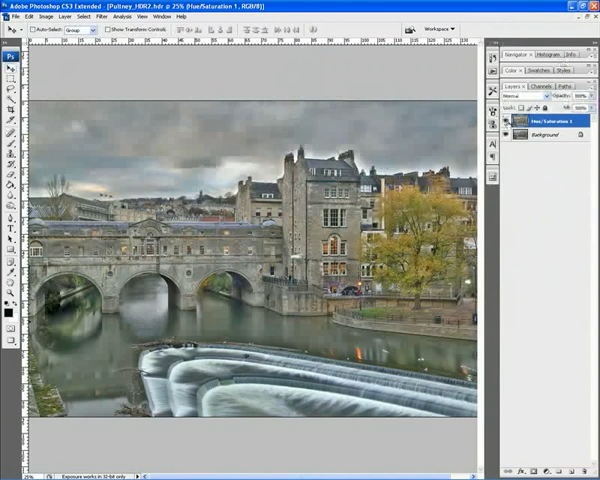 Adobe Photoshop CS3 Extended - [Pultney_HDR2.hdr @ 25% (Hue/Saturation 1, RGB/8)]
File Edit Image Layer Select Filter Analysis View Window Help
Auto-Select: Group Show Transform Controls Workspace
Ps
Navigator Histogram Info
Color Swatches Styles
Layers x Channels Paths
Normal Opacity: 100%
Lock: Fill: 100%
Hue/Saturation 1
Background
A
T
25% Exposure works in 32-bit only